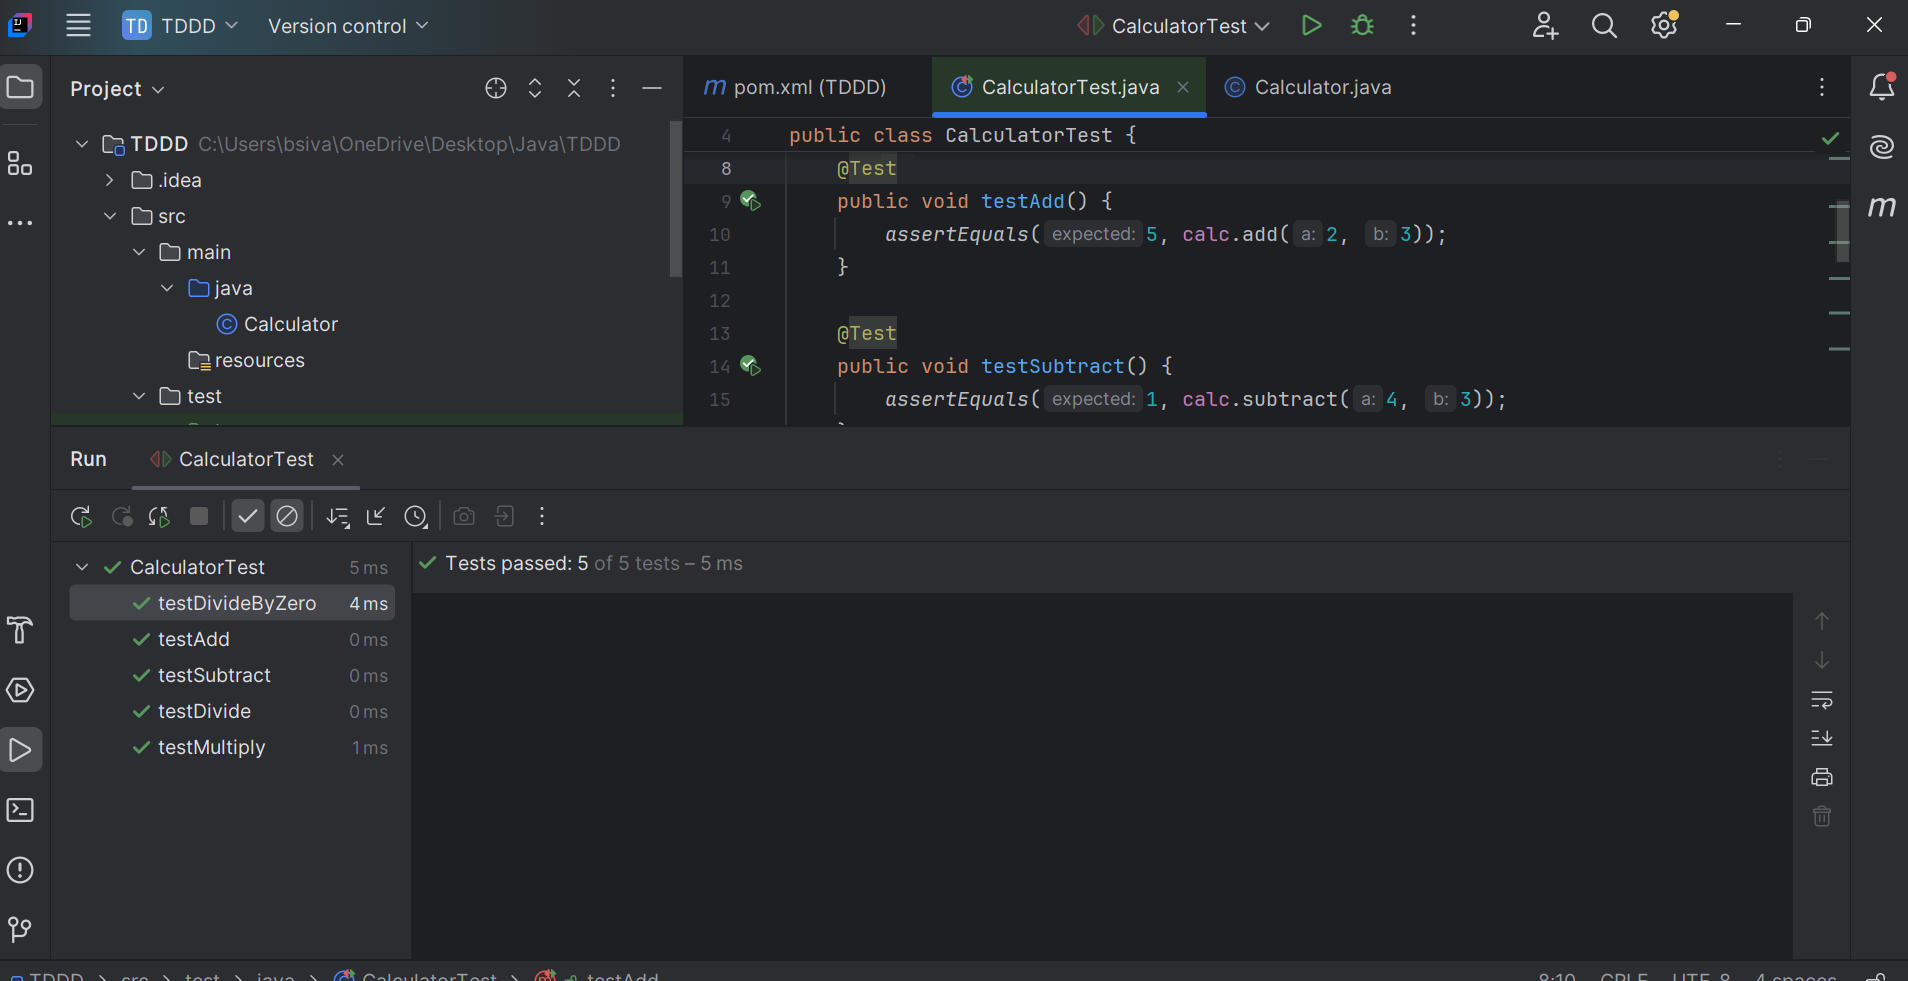 TD TDDD Version control CalculatorTest
Project
TDDD C:\Users\bsiva\OneDrive\Desktop\Java\TDDD
.idea
src
main
java
Calculator
resources
test
m pom.xml (TDDD) CalculatorTest.java Calculator.java
4 public class CalculatorTest {
8 @Test
9 public void testAdd() {
10 assertEquals( expected: 5, calc.add( a: 2, b: 3));
11 }
12
13 @Test
14 public void testSubtract() {
15 assertEquals( expected: 1, calc.subtract( a: 4, b: 3));
m
Run CalculatorTest
CalculatorTest 5 ms
testDivideByZero 4 ms
testAdd 0 ms
testSubtract 0 ms
testDivide 0 ms
testMultiply 1 ms
Tests passed: 5 of 5 tests – 5 ms
TDDD src test java CalculatorTest testAdd 8:10 CRLF UTF-8 4 spaces